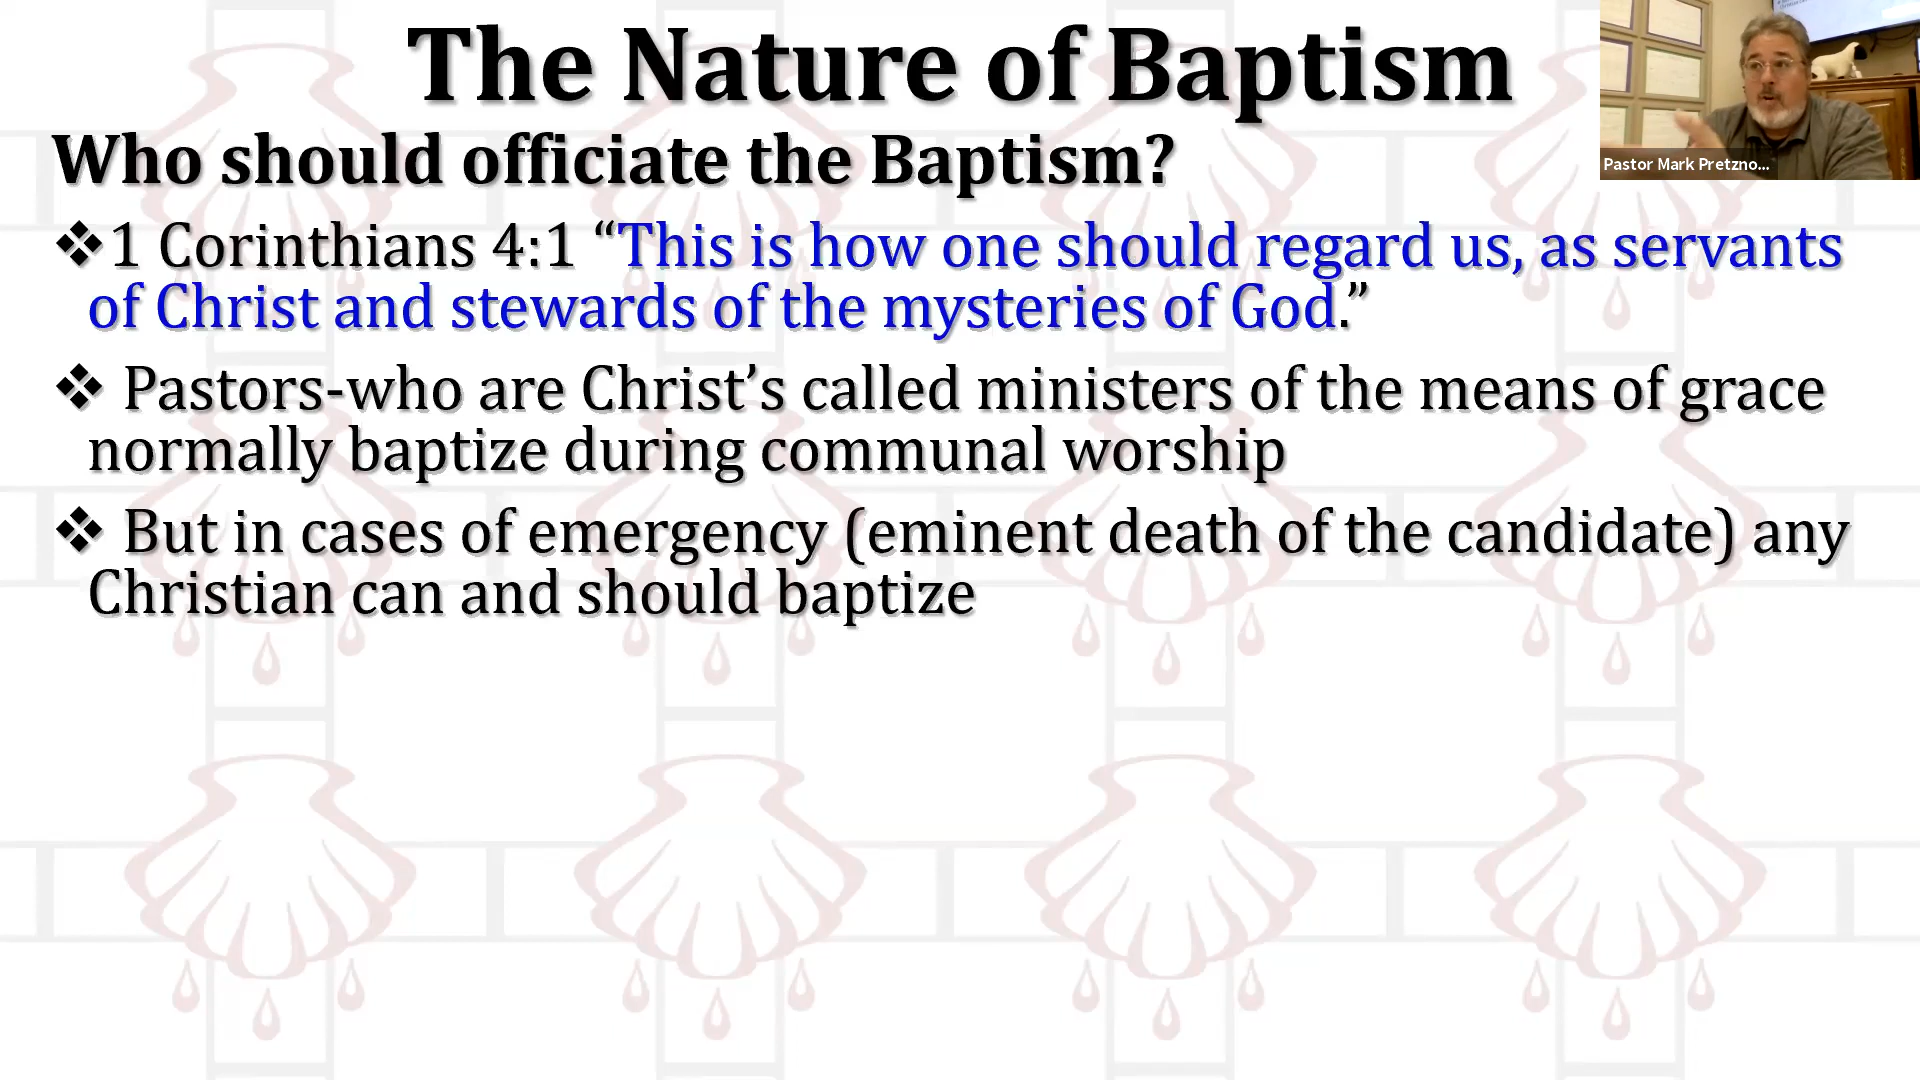 The Nature of Baptism
Who should officiate the Baptism?
❖1 Corinthians 4:1 “This is how one should regard us, as servants
of Christ and stewards of the mysteries of God.”
❖ Pastors-who are Christ’s called ministers of the means of grace
normally baptize during communal worship
❖ But in cases of emergency (eminent death of the candidate) any
Christian can and should baptize
Pastor Mark Pretzno...